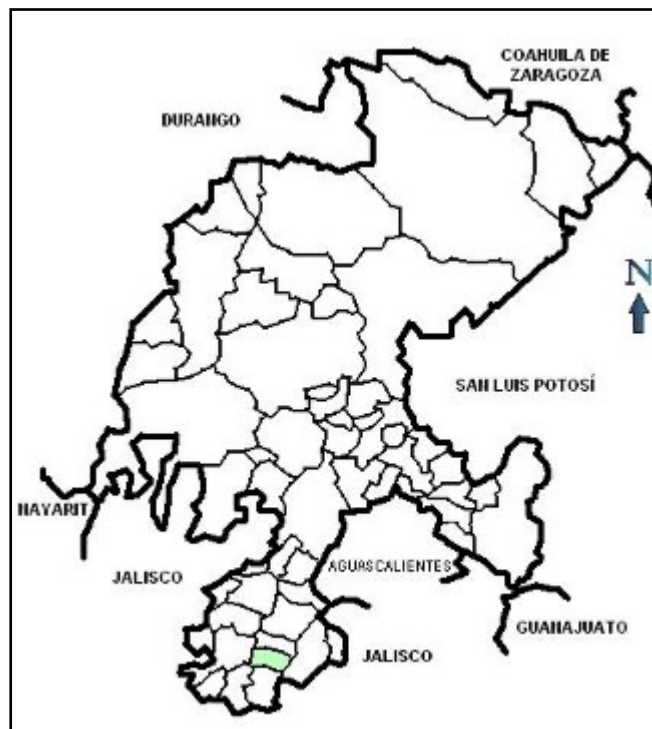 COAHUILA DE
ZARAGOZA
DURANGO
N
SAN LUIS POTOSÍ
NAYARIT
JALISCO
AGUASCALIENTES
GUANAJUATO
JALISCO